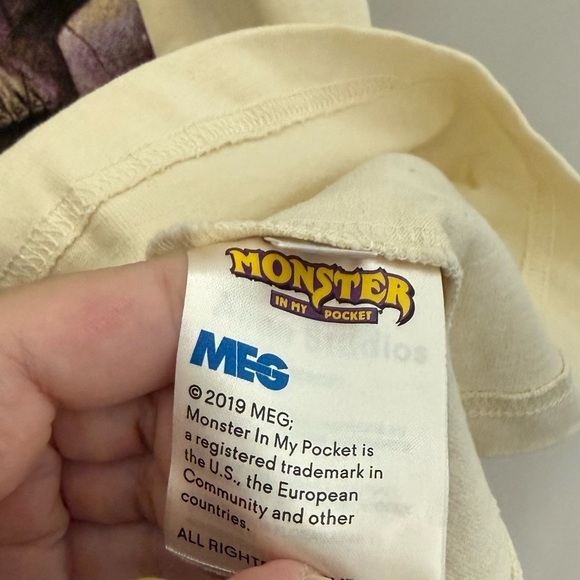 MONSTER
IN MY POCKET
MEG
© 2019 MEG;
Monster In My Pocket is
a registered trademark in
the U.S., the European
Community and other
countries.
ALL